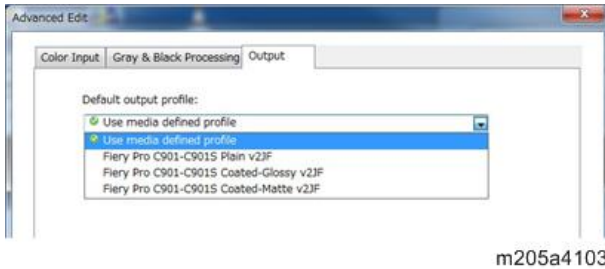 Advanced Edit
Color Input Gray & Black Processing Output
Default output profile:
Use media defined profile
Use media defined profile
Fiery Pro C901-C901S Plain v2JF
Fiery Pro C901-C901S Coated-Glossy v2JF
Fiery Pro C901-C901S Coated-Matte v2JF
m205a4103